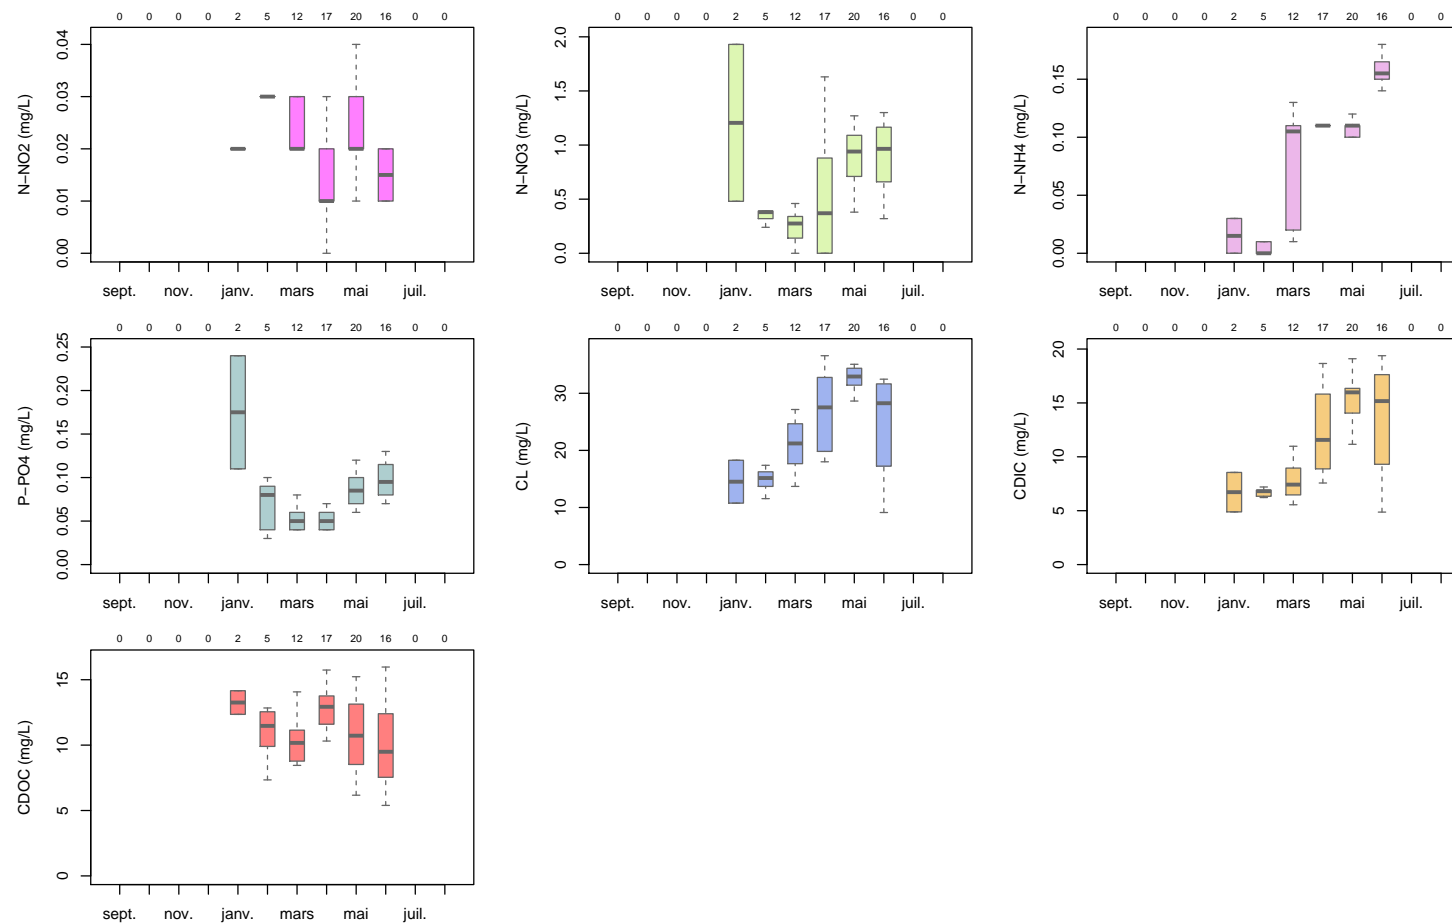 0 0 0 0 2 5 12 17 20 16 0 0
N−NO2 (mg/L)
0.04
0.03
0.02
0.01
0.00
sept. nov. janv. mars mai juil.
0 0 0 0 2 5 12 17 20 16 0 0
N−NO3 (mg/L)
2.0
1.5
1.0
0.5
0.0
sept. nov. janv. mars mai juil.
0 0 0 0 2 5 12 17 20 16 0 0
N−NH4 (mg/L)
0.15
0.10
0.05
0.00
sept. nov. janv. mars mai juil.
0 0 0 0 2 5 12 17 20 16 0 0
P−PO4 (mg/L)
0.25
0.20
0.15
0.10
0.05
0.00
sept. nov. janv. mars mai juil.
0 0 0 0 2 5 12 17 20 16 0 0
CL (mg/L)
30
20
10
0
sept. nov. janv. mars mai juil.
0 0 0 0 2 5 12 17 20 16 0 0
CDIC (mg/L)
20
15
10
5
0
sept. nov. janv. mars mai juil.
0 0 0 0 2 5 12 17 20 16 0 0
CDOC (mg/L)
15
10
5
0
sept. nov. janv. mars mai juil.